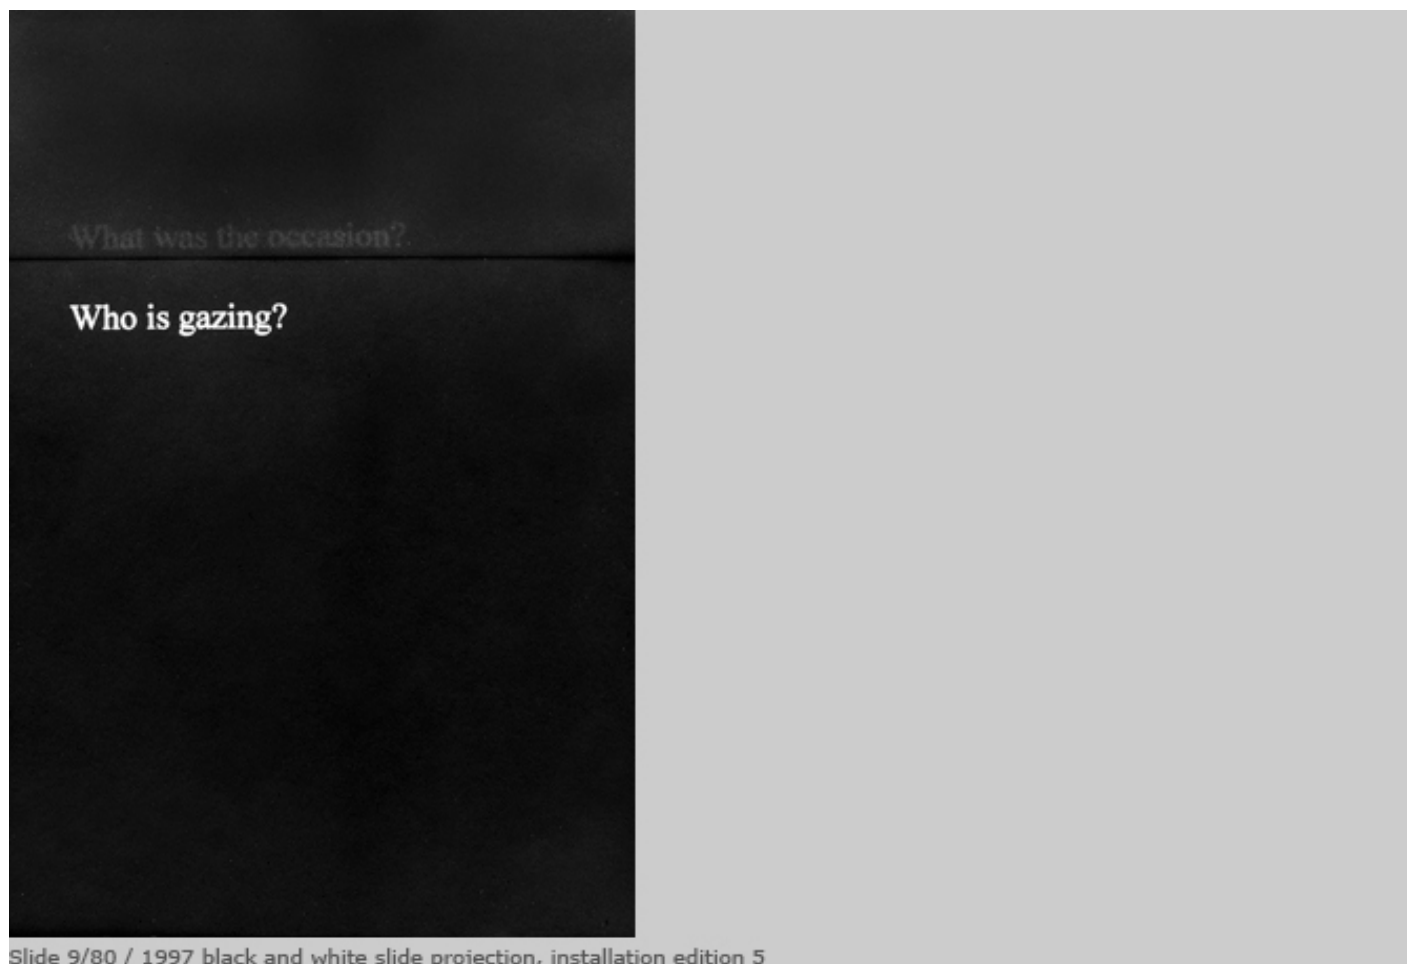 What was the occasion?
Who is gazing?
Slide 9/80 / 1997 black and white slide projection, installation edition 5